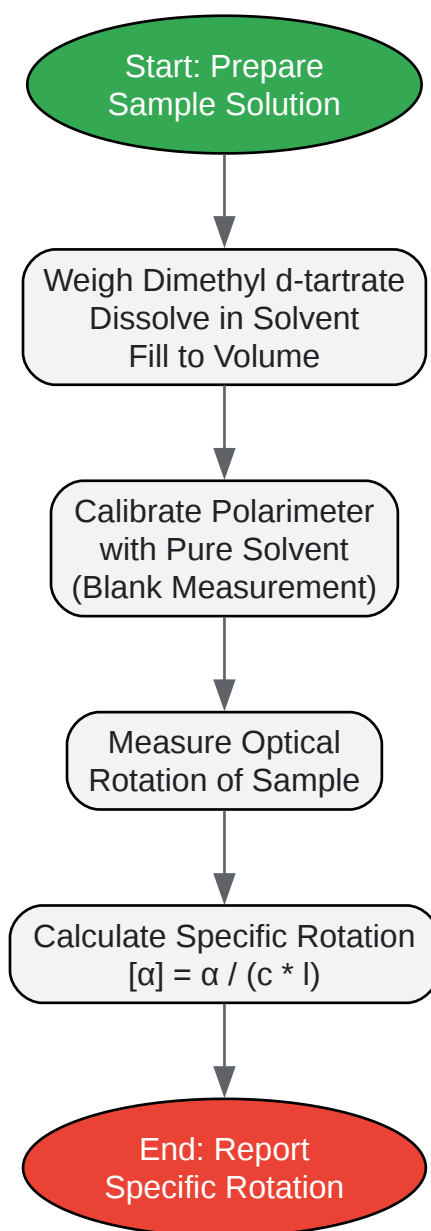 Start: Prepare
Sample Solution
Weigh Dimethyl d-tartrate
Dissolve in Solvent
Fill to Volume
Calibrate Polarimeter
with Pure Solvent
(Blank Measurement)
Measure Optical
Rotation of Sample
Calculate Specific Rotation
[α] = α / (c * l)
End: Report
Specific Rotation